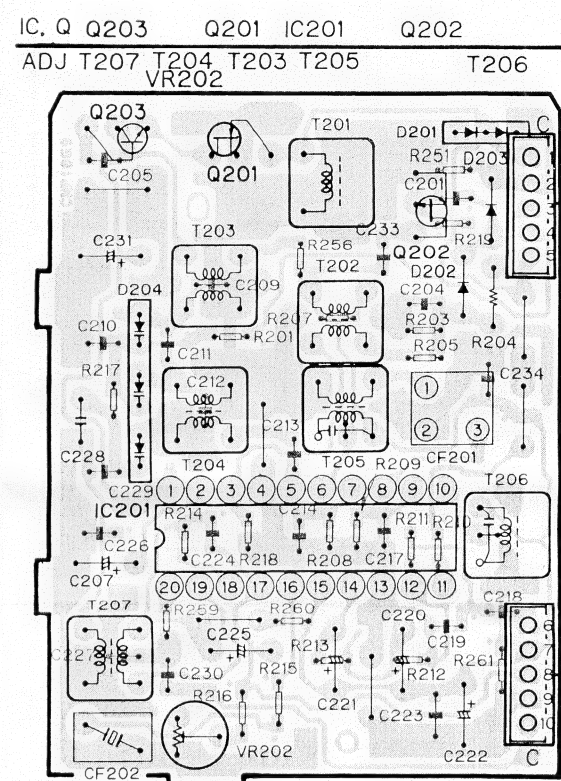 IC. Q Q203 Q201 IC201 Q202
ADJ T207 T204 T203 T205 T206
VR202
Q203 T201 D201 C
R251 D203 1
C205 Q201 C201 2
3
C233 R219 4
C231 T203 R256 Q202 5
T202 D202
D204 C209 C204
C210 R207 R203
R201 R204
C211 R205
R217 C234
C212 1
C213 2 3
C228 T204 T205 CF201
C229 R209 T206
IC201 1 2 3 4 5 6 7 8 9 10
R214 C214 R211 R210
C226 C224 R218 R208 C217
C207
20 19 18 17 16 15 14 13 12 11
T207 R259 R260 C220 C218
6
C225 R213 C219 7
C227 R261 8
C230 R215 R212
R216 C221 9
C223 10
VR202 C222 C
CF202